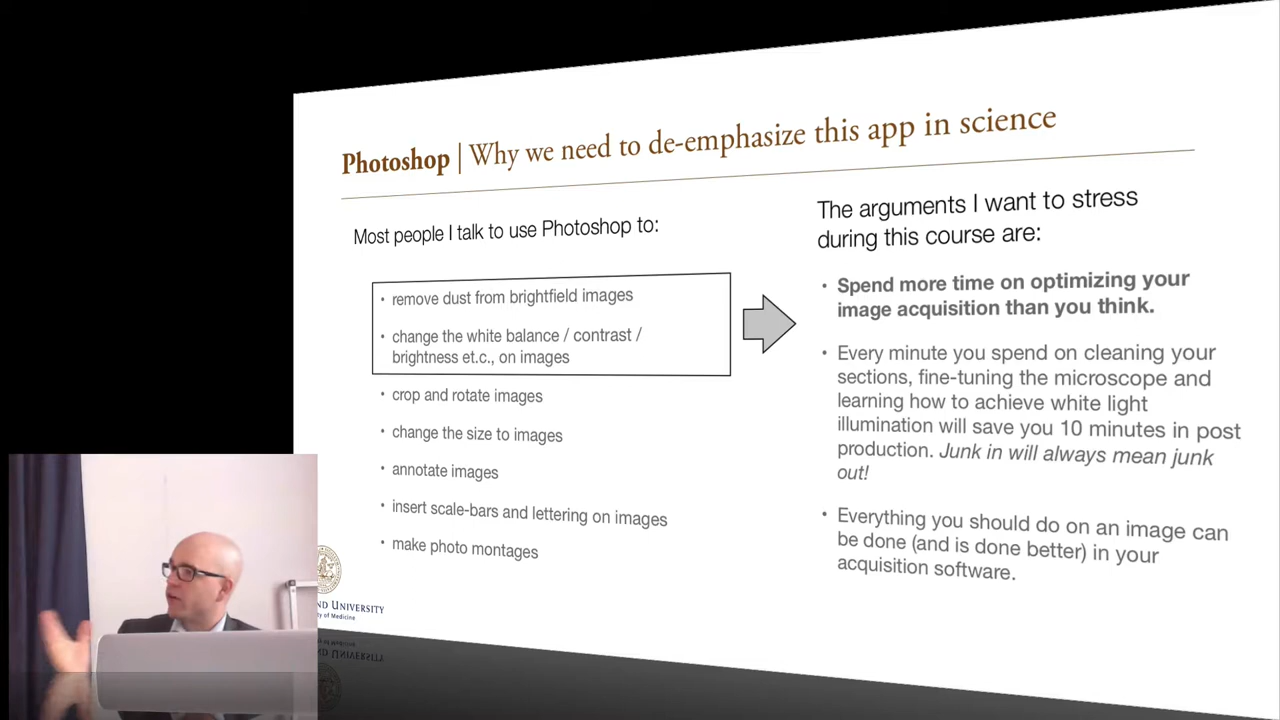 Photoshop | Why we need to de-emphasize this app in science
Most people I talk to use Photoshop to:
• remove dust from brightfield images
• change the white balance / contrast /
brightness et.c., on images
• crop and rotate images
• change the size to images
• annotate images
• insert scale-bars and lettering on images
• make photo montages
The arguments I want to stress
during this course are:
• Spend more time on optimizing your
image acquisition than you think.
• Every minute you spend on cleaning your
sections, fine-tuning the microscope and
learning how to achieve white light
illumination will save you 10 minutes in post
production. Junk in will always mean junk
out!
• Everything you should do on an image can
be done (and is done better) in your
acquisition software.
ND UNIVERSITY
ty of Medicine